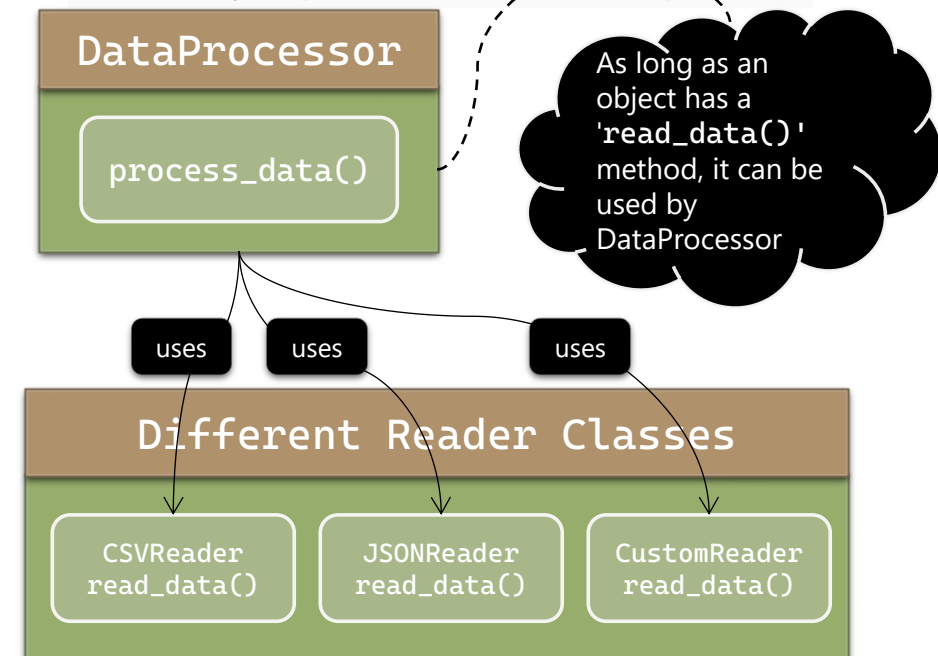 DataProcessor
process_data()
As long as an
object has a
'read_data()'
method, it can be
used by
DataProcessor
uses
uses
uses
Different Reader Classes
CSVReader
read_data()
JSONReader
read_data()
CustomReader
read_data()